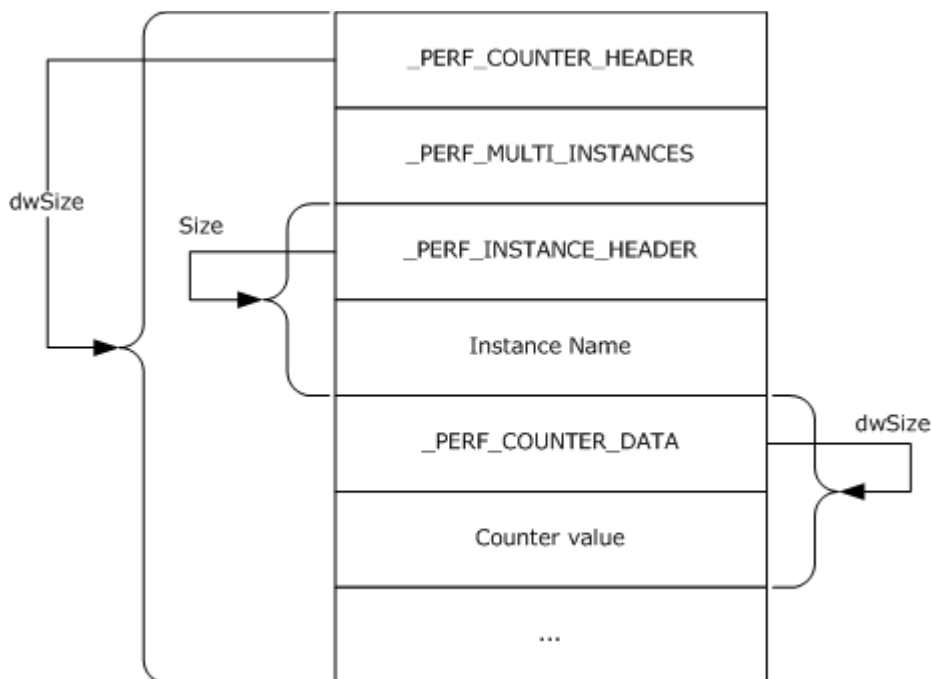 _PERF_COUNTER_HEADER
_PERF_MULTI_INSTANCES
dwSize
Size
_PERF_INSTANCE_HEADER
Instance Name
dwSize
_PERF_COUNTER_DATA
Counter value
...